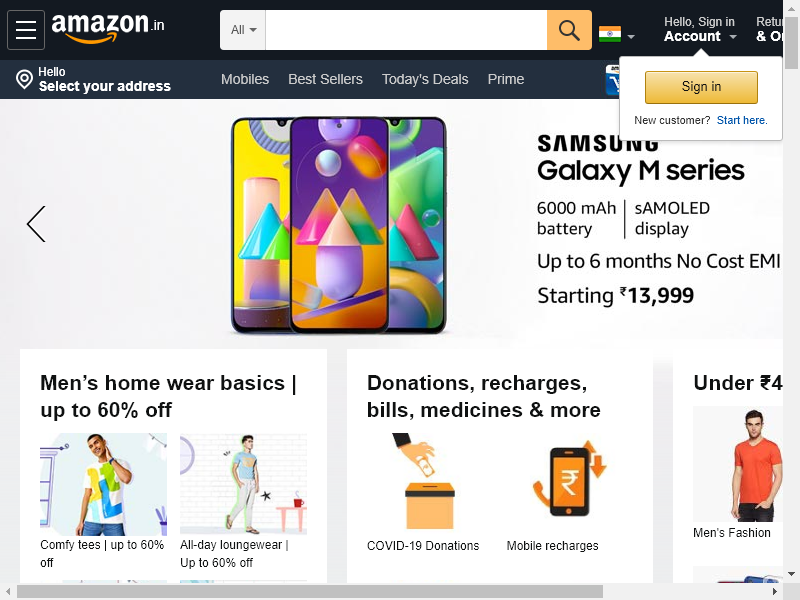 amazon.in
All
Hello, Sign in
Account
Retu
& O
Hello
Select your address
Mobiles
Best Sellers
Today's Deals
Prime
Sign in
New customer? Start here.
SAMSUNG
Galaxy M series
6000 mAh
battery
sAMOLED
display
Up to 6 months No Cost EMI
Starting ₹13,999
Men's home wear basics |
up to 60% off
Donations, recharges,
bills, medicines & more
Under ₹4
Comfy tees | up to 60%
off
All-day loungewear |
Up to 60% off
COVID-19 Donations
Mobile recharges
Men's Fashion